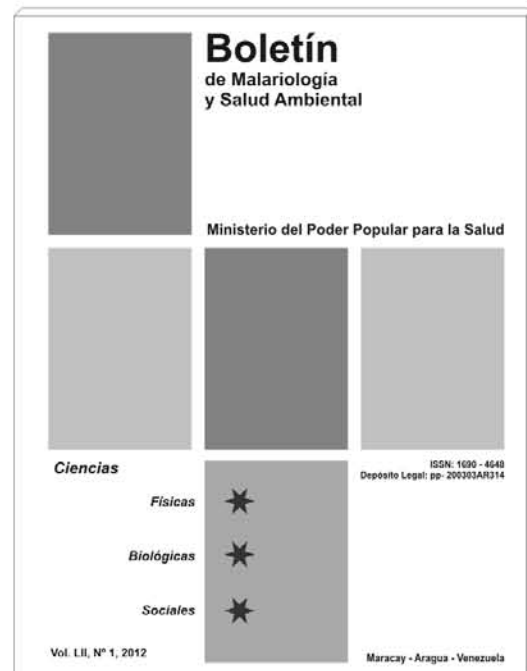 Boletín
de Malariología
y Salud Ambiental
Ministerio del Poder Popular para la Salud
Ciencias
ISSN: 1690 - 4648
Depósito Legal: pp- 200303AR314
Físicas
Biológicas
Sociales
Vol. LII, Nº 1, 2012
Maracay - Aragua - Venezuela